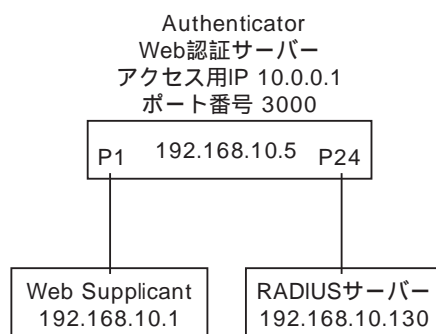 Authenticator
Web認証サーバー
アクセス用IP 10.0.0.1
ポート番号 3000
P1 192.168.10.5 P24
Web Supplicant
192.168.10.1
RADIUSサーバー
192.168.10.130